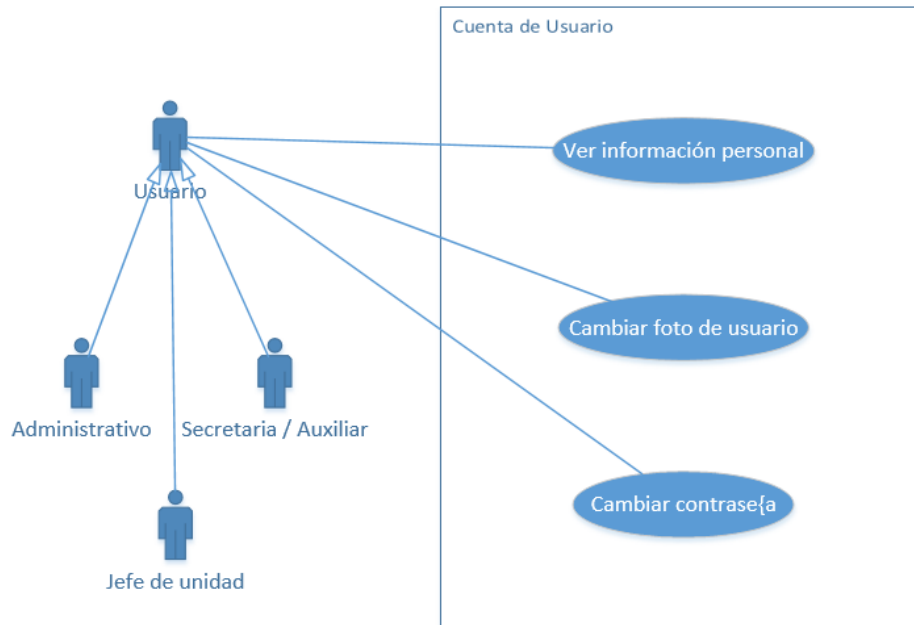 Cuenta de Usuario
Usuario
Ver información personal
Cambiar foto de usuario
Administrativo
Secretaria / Auxiliar
Cambiar contrase{a
Jefe de unidad